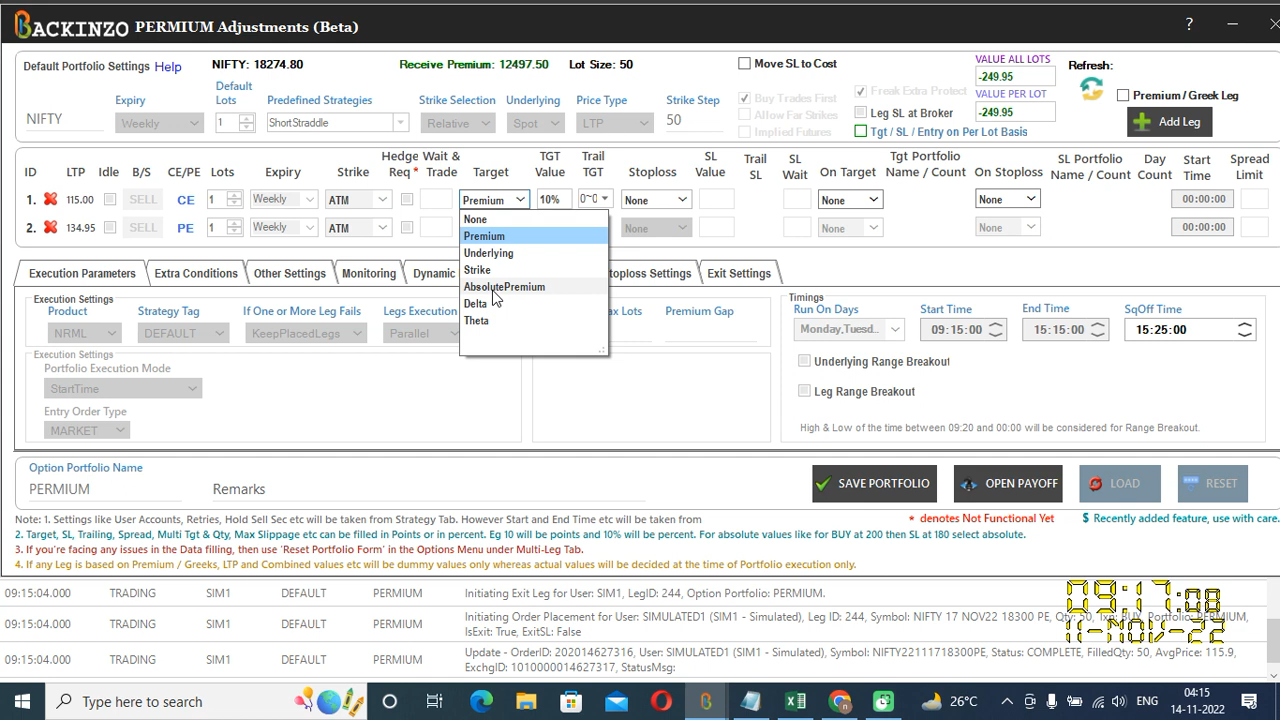 BACKINZO PERMIUM Adjustments (Beta)
?
Default Portfolio Settings Help NIFTY: 18274.80 Receive Premium: 12497.50 Lot Size: 50 Move SL to Cost VALUE ALL LOTS Refresh:
-249.95
Expiry Default Lots Predefined Strategies Strike Selection Underlying Price Type Strike Step Buy Trades First Freak Extra Protect VALUE PER LOT Premium / Greek Leg
NIFTY Weekly 1 ShortStraddle Relative Spot LTP 50 Allow Far Strikes Leg SL at Broker -249.95 Add Leg
Implied Futures Tgt / SL / Entry on Per Lot Basis
ID LTP Idle B/S CE/PE Lots Expiry Strike Hedge Req * Wait & Trade Target TGT Value Trail TGT Stoploss SL Value Trail SL SL Wait On Target Tgt Portfolio Name / Count On Stoploss SL Portfolio Name / Count Day Count Start Time Spread Limit
1. 115.00 SELL CE 1 Weekly ATM Premium 10% 0~0 None None None 00:00:00
2. 134.95 SELL PE 1 Weekly ATM None None None 00:00:00
None
Premium
Underlying
Strike
AbsolutePremium
Delta
Theta
Execution Parameters Extra Conditions Other Settings Monitoring Dynamic toploss Settings Exit Settings
Execution Settings
Product Strategy Tag If One or More Leg Fails Legs Execution Lots Premium Gap
NRML DEFAULT KeepPlacedLegs Parallel
Execution Settings
Portfolio Execution Mode
StartTime
Entry Order Type
MARKET
Timings
Run On Days Start Time End Time SqOff Time
Monday,Tuesd.. 09:15:00 15:15:00 15:25:00
Underlying Range Breakout
Leg Range Breakout
High & Low of the time between 09:20 and 00:00 will be considered for Range Breakout.
Option Portfolio Name
PERMIUM Remarks SAVE PORTFOLIO OPEN PAYOFF LOAD RESET
Note: 1. Settings like User Accounts, Retries, Hold Sell Sec etc will be taken from Strategy Tab. However Start and End Time etc will be taken from * denotes Not Functional Yet $ Recently added feature, use with care.
2. Target, SL, Trailing, Spread, Multi Tgt & Qty, Max Slippage etc can be filled in Points or in percent. Eg 10 will be points and 10% will be percent. For absolute values like for BUY at 200 then SL at 180 select absolute.
3. If you're facing any issues in the Data filling, then use 'Reset Portfolio Form' in the Options Menu under Multi-Leg Tab.
4. If any Leg is based on Premium / Greeks, LTP and Combined values etc will be dummy values only whereas actual values will be decided at the time of Portfolio execution only.
09:15:04.000 TRADING SIM1 DEFAULT PERMIUM Initiating Exit Leg for User: SIM1, LegID: 244, Option Portfolio: PERMIUM.
09:15:04.000 TRADING SIM1 DEFAULT PERMIUM Initiating Order Placement for User: SIMULATED1 (SIM1 - Simulated), Leg ID: 244, Symbol: NIFTY 17 NOV22 18300 PE, Qty: 50, Txn: BUY, Portfolio: PERMIUM,
IsExit: True, ExitSL: False
09:15:04.000 TRADING SIM1 DEFAULT PERMIUM Update - OrderID: 202014627316, User: SIMULATED1 (SIM1 - Simulated), Symbol: NIFTY22111718300PE, Status: COMPLETE, FilledQty: 50, AvgPrice: 115.9,
ExchgID: 1010000014627317, StatusMsg:
09:17:08
11-NOV-22
Type here to search 26°C ENG 04:15
14-11-2022